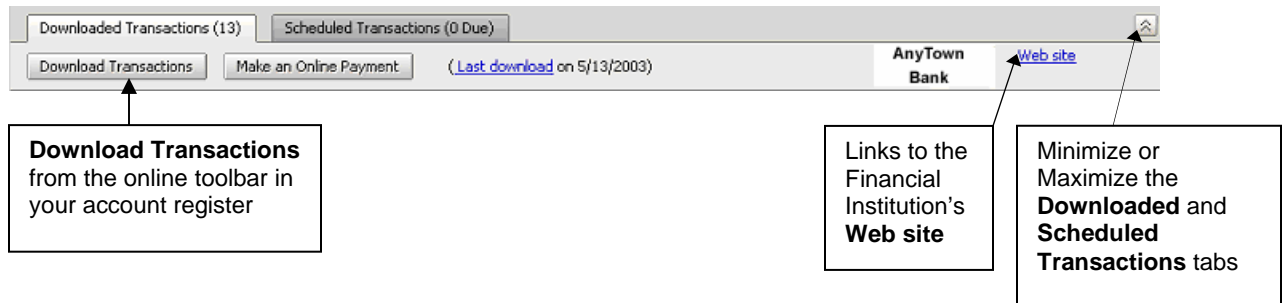 Downloaded Transactions (13)
Scheduled Transactions (0 Due)
Download Transactions
Make an Online Payment
( Last download on 5/13/2003)
AnyTown
Bank
Web site
Download Transactions
from the online toolbar in
your account register
Links to the
Financial
Institution’s
Web site
Minimize or
Maximize the
Downloaded and
Scheduled
Transactions tabs